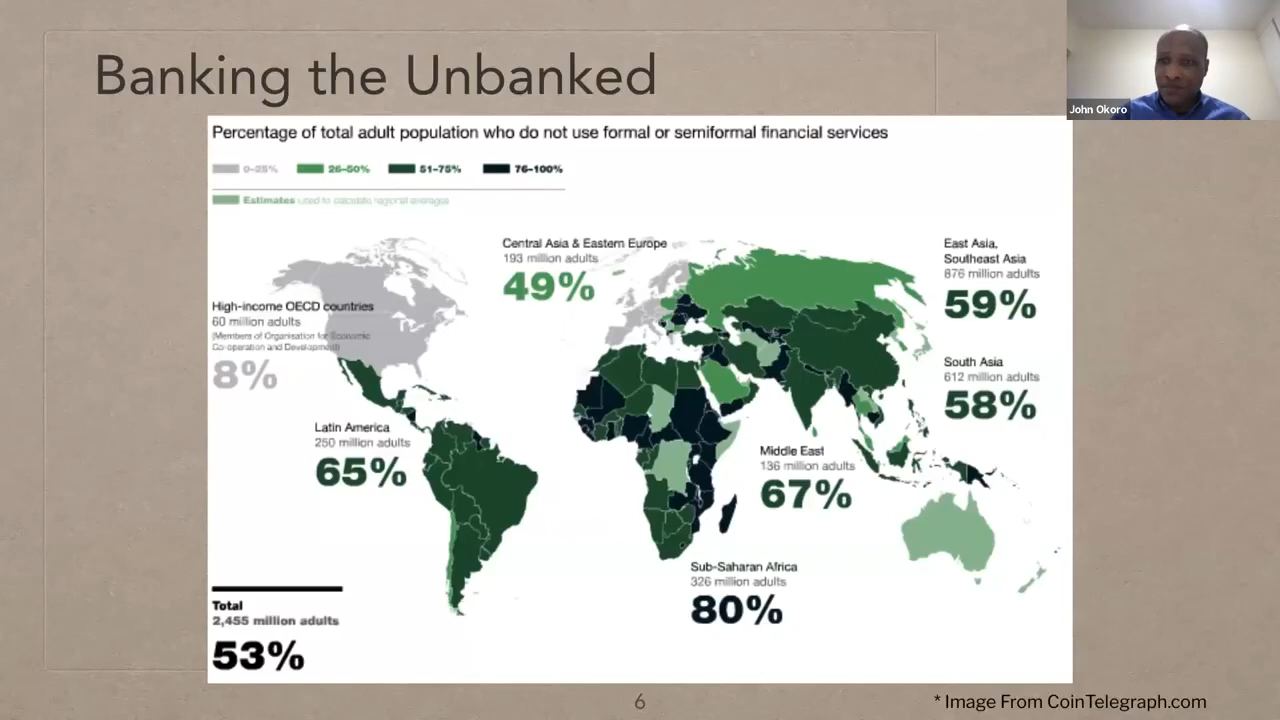 Banking the Unbanked
John Okoro
Percentage of total adult population who do not use formal or semiformal financial services
0–25% 26–50% 51–75% 76–100%
Estimates used to calculate regional averages
Central Asia & Eastern Europe
193 million adults
49%
East Asia,
Southeast Asia
876 million adults
59%
High-income OECD countries
60 million adults
(Members of Organisation for Economic
Co-operation and Development)
8%
South Asia
612 million adults
58%
Latin America
250 million adults
65%
Middle East
136 million adults
67%
Sub-Saharan Africa
326 million adults
80%
Total
2,455 million adults
53%
6
* Image From CoinTelegraph.com